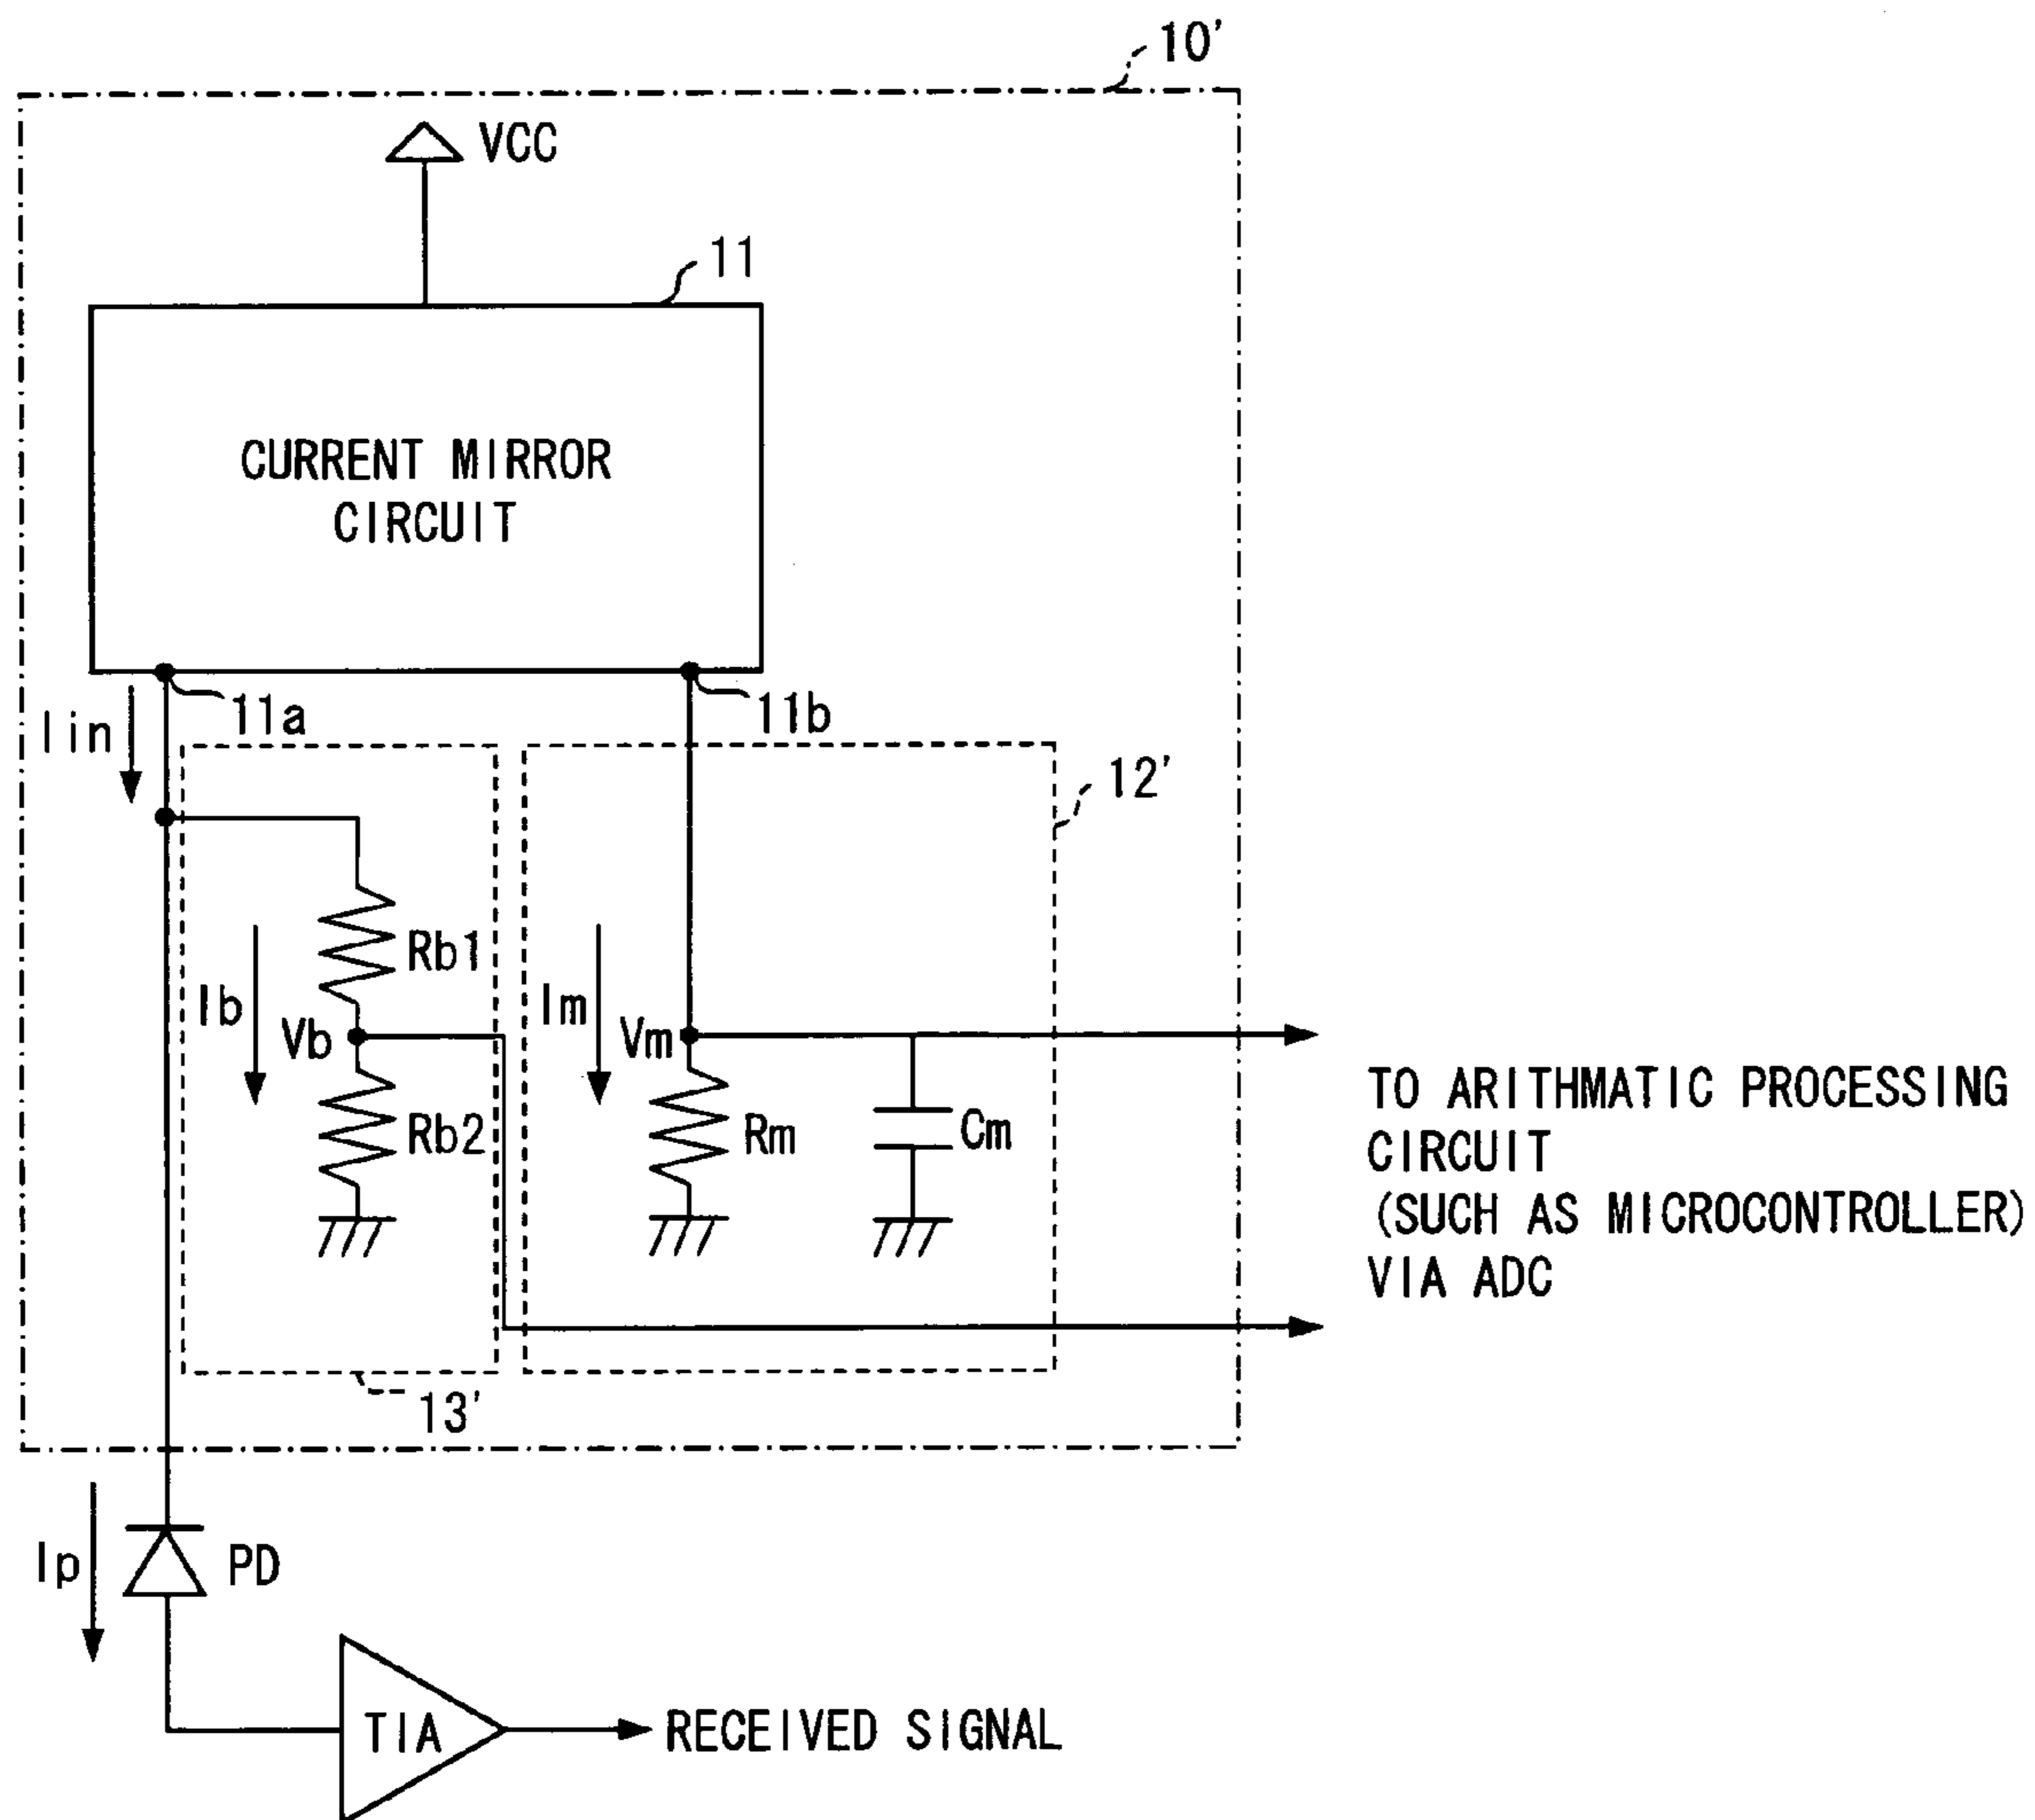 10'
VCC
11
CURRENT MIRROR
CIRCUIT
11a
11b
Iin
12'
Rb1
Ib
Vb
Im
Vm
Rb2
Rm
Cm
TO ARITHMATIC PROCESSING
CIRCUIT
(SUCH AS MICROCONTROLLER)
VIA ADC
13'
Ip
PD
TIA
RECEIVED SIGNAL